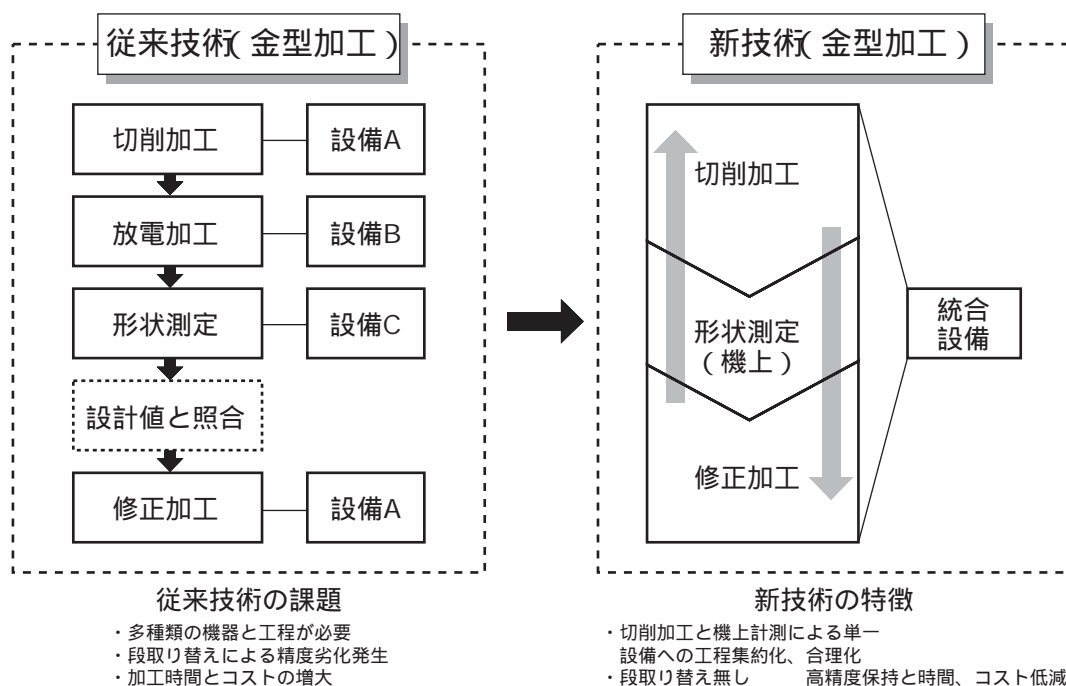 従来技術(金型加工)
切削加工
設備A
放電加工
設備B
形状測定
設備C
設計値と照合
修正加工
設備A
従来技術の課題
・多種類の機器と工程が必要
・段取り替えによる精度劣化発生
・加工時間とコストの増大
新技術(金型加工)
切削加工
形状測定
(機上)
修正加工
統合
設備
新技術の特徴
・切削加工と機上計測による単一
設備への工程集約化、合理化
・段取り替え無し 高精度保持と時間、コスト低減